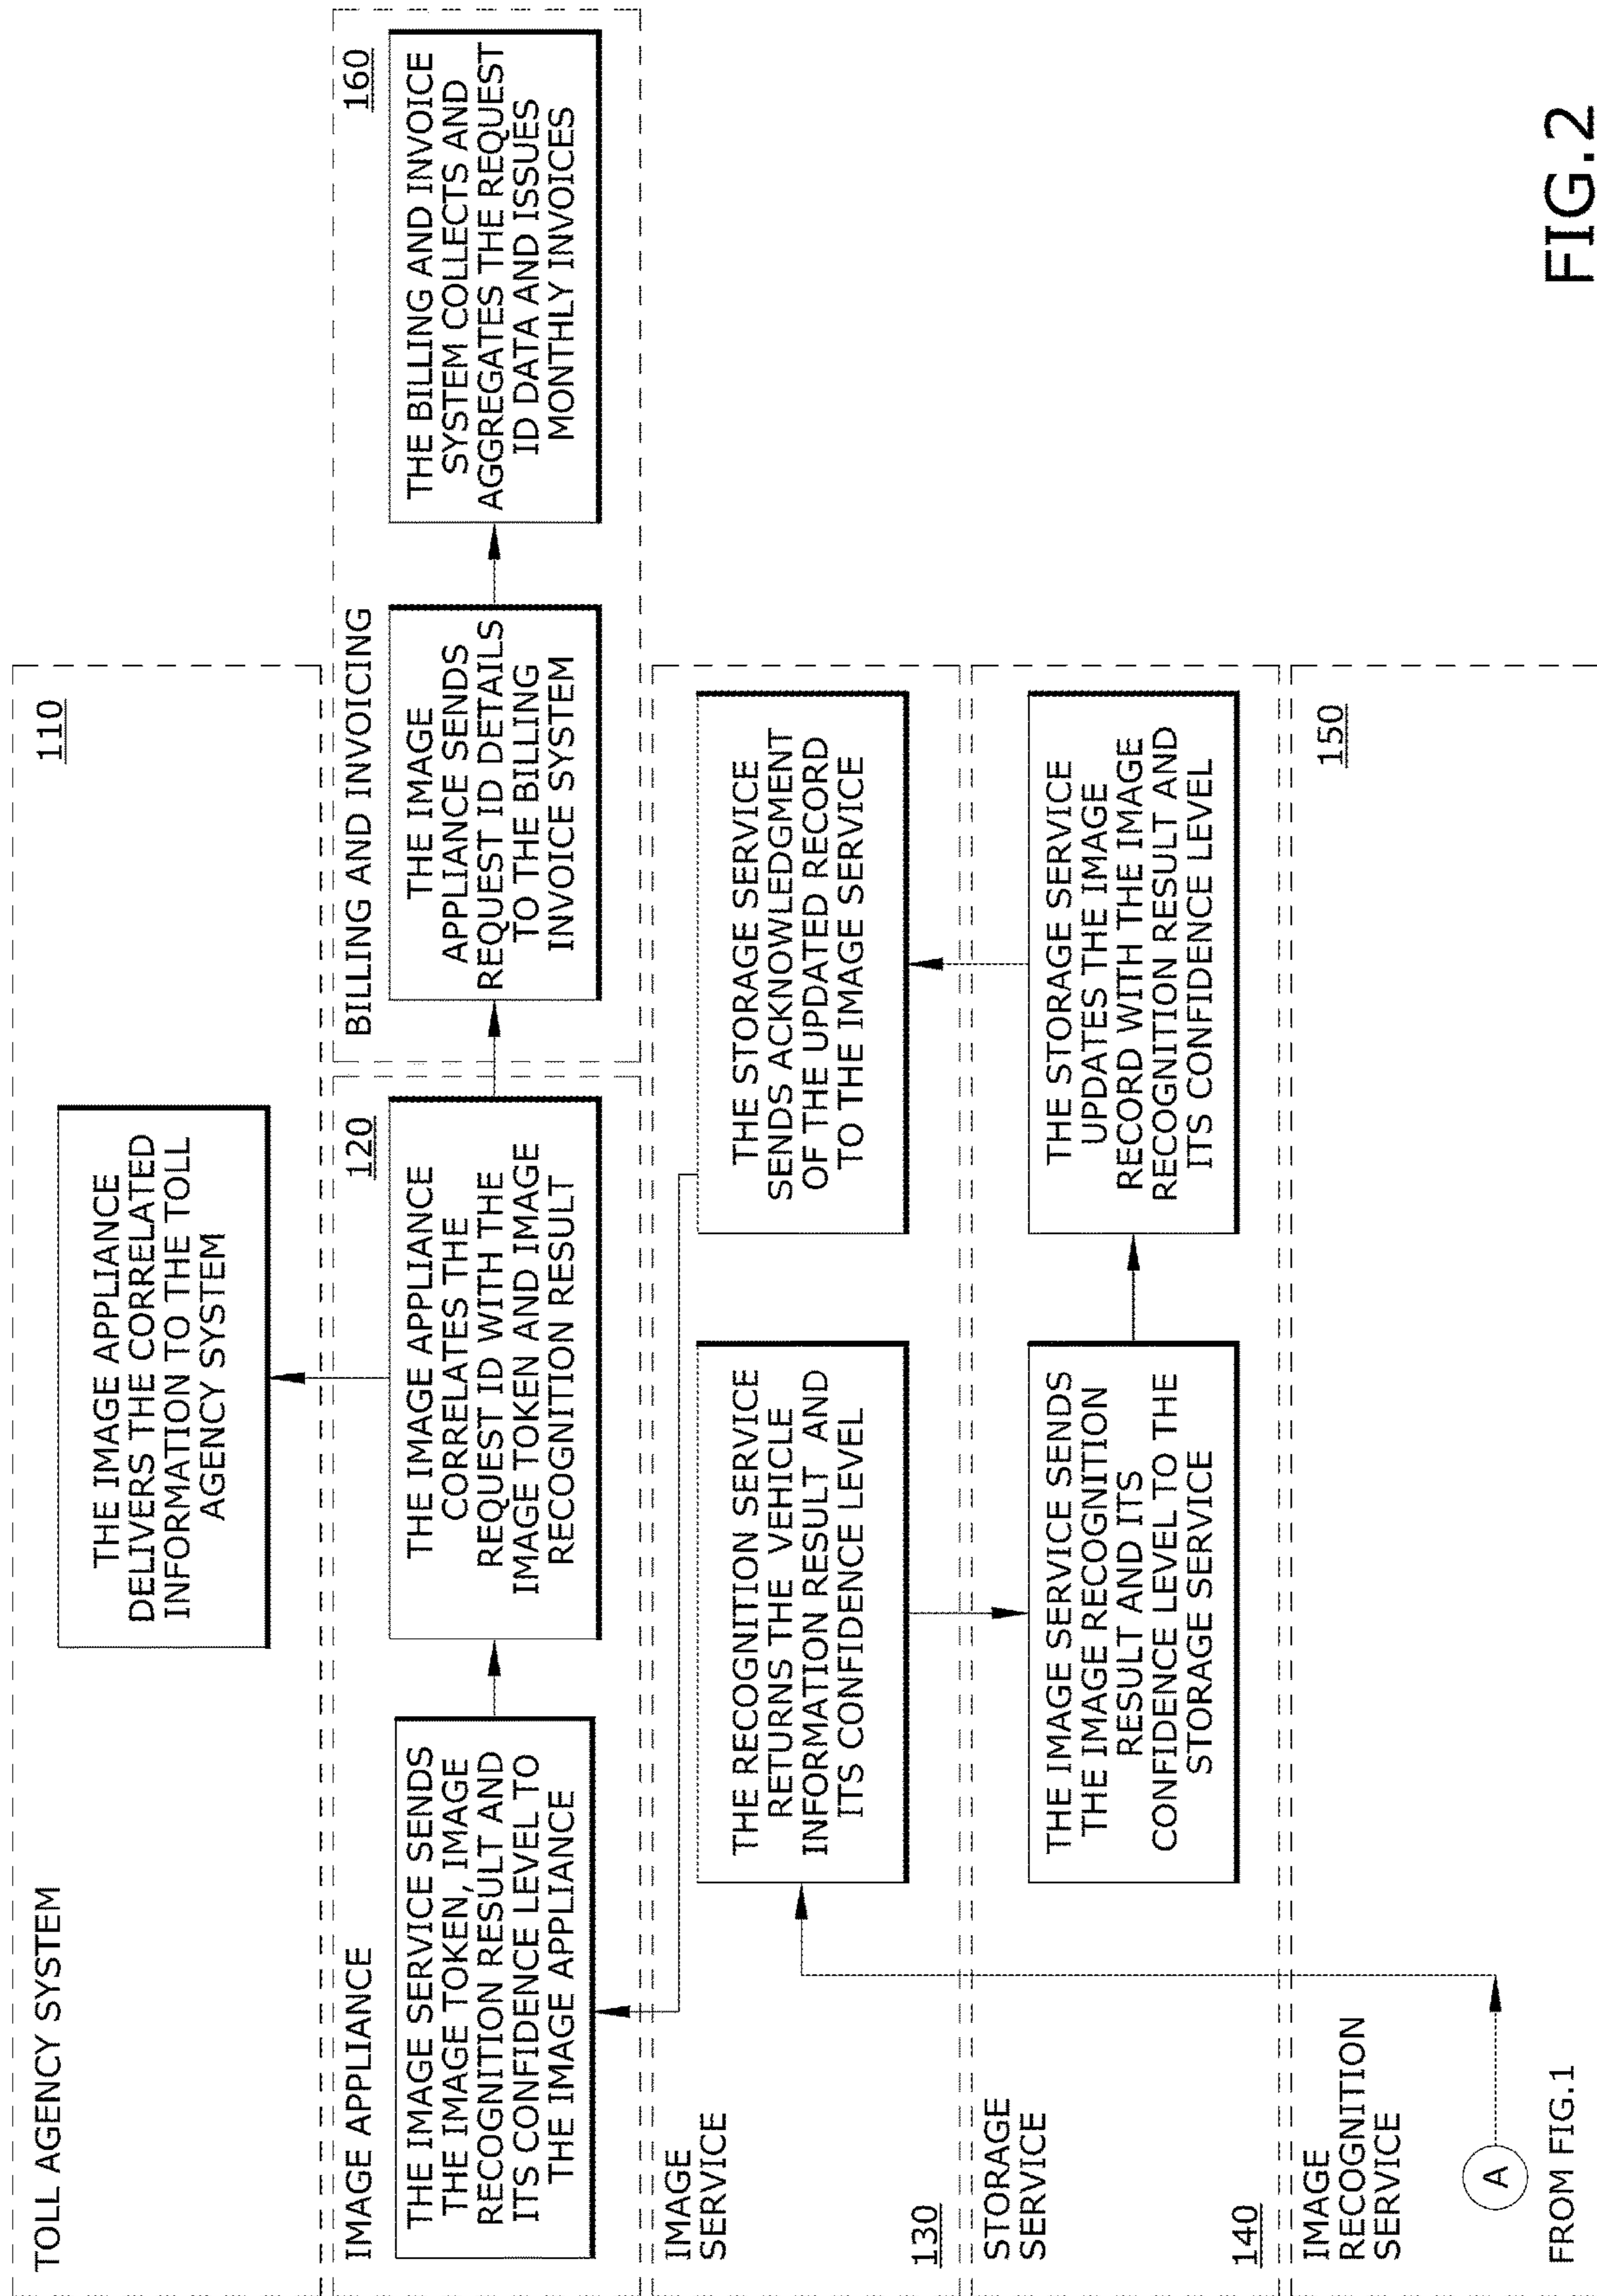 TOLL AGENCY SYSTEM
110
THE IMAGE APPLIANCE
DELIVERS THE CORRELATED
INFORMATION TO THE TOLL
AGENCY SYSTEM
IMAGE APPLIANCE
120
THE IMAGE SERVICE SENDS
THE IMAGE TOKEN, IMAGE
RECOGNITION RESULT AND
ITS CONFIDENCE LEVEL TO
THE IMAGE APPLIANCE
THE IMAGE APPLIANCE
CORRELATES THE
REQUEST ID WITH THE
IMAGE TOKEN AND IMAGE
RECOGNITION RESULT
BILLING AND INVOICING
160
THE IMAGE
APPLIANCE SENDS
REQUEST ID DETAILS
TO THE BILLING
INVOICE SYSTEM
THE BILLING AND INVOICE
SYSTEM COLLECTS AND
AGGREGATES THE REQUEST
ID DATA AND ISSUES
MONTHLY INVOICES
IMAGE
SERVICE
130
THE RECOGNITION SERVICE
RETURNS THE VEHICLE
INFORMATION RESULT AND
ITS CONFIDENCE LEVEL
THE STORAGE SERVICE
SENDS ACKNOWLEDGMENT
OF THE UPDATED RECORD
TO THE IMAGE SERVICE
STORAGE
SERVICE
140
THE IMAGE SERVICE SENDS
THE IMAGE RECOGNITION
RESULT AND ITS
CONFIDENCE LEVEL TO THE
STORAGE SERVICE
THE STORAGE SERVICE
UPDATES THE IMAGE
RECORD WITH THE IMAGE
RECOGNITION RESULT AND
ITS CONFIDENCE LEVEL
IMAGE
RECOGNITION
SERVICE
150
A
FROM FIG.1
FIG.2